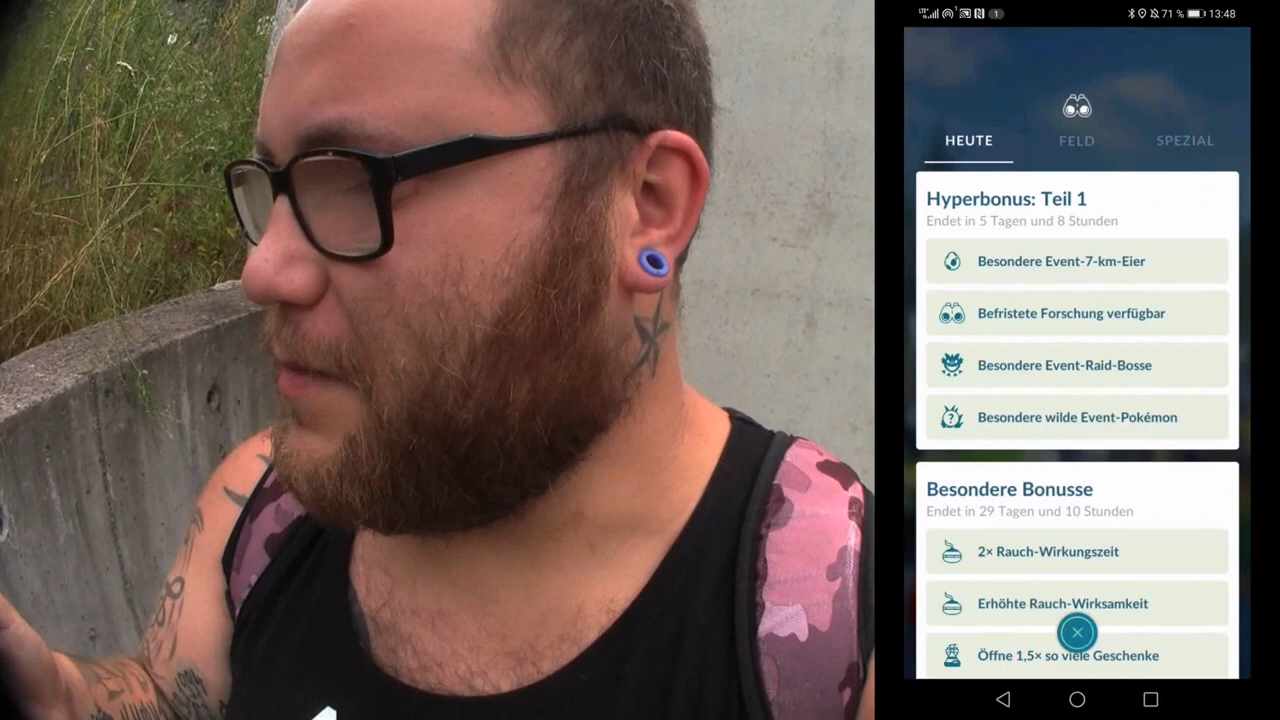 LTE 1 71 % 13:48
HEUTE FELD SPEZIAL
Hyperbonus: Teil 1
Endet in 5 Tagen und 8 Stunden
Besondere Event-7-km-Eier
Befristete Forschung verfügbar
Besondere Event-Raid-Bosse
Besondere wilde Event-Pokémon
Besondere Bonusse
Endet in 29 Tagen und 10 Stunden
2× Rauch-Wirkungszeit
Erhöhte Rauch-Wirksamkeit
Öffne 1,5× so viele Geschenke